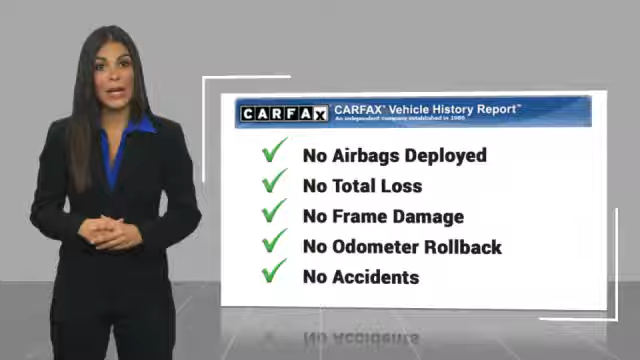 CARFAX CARFAX® Vehicle History Report™
An independent company established in 1986
No Airbags Deployed
No Total Loss
No Frame Damage
No Odometer Rollback
No Accidents